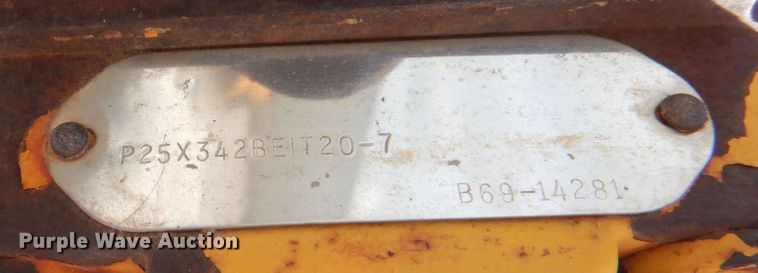 P25X342BEIT20-7
B69-14281
Purple Wave Auction